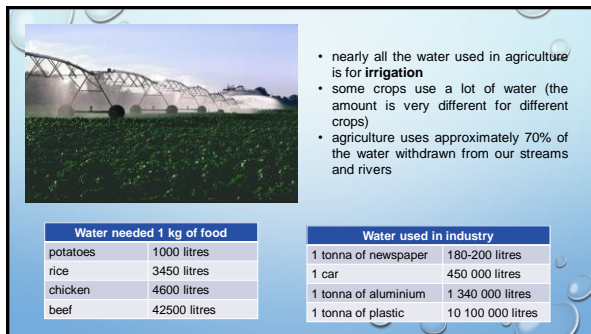 • nearly all the water used in agriculture
is for irrigation
• some crops use a lot of water (the
amount is very different for different
crops)
• agriculture uses approximately 70% of
the water withdrawn from our streams
and rivers
Water needed 1 kg of food
potatoes 1000 litres
rice 3450 litres
chicken 4600 litres
beef 42500 litres
Water used in industry
1 tonna of newspaper 180-200 litres
1 car 450 000 litres
1 tonna of aluminium 1 340 000 litres
1 tonna of plastic 10 100 000 litres